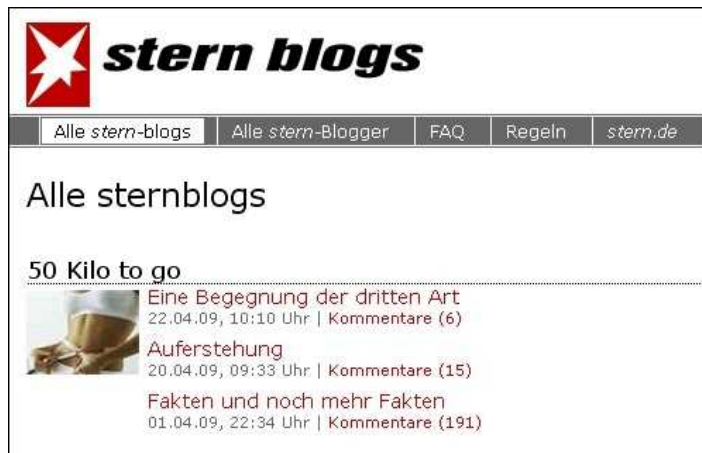 stern blogs
Alle stern-blogs Alle stern-Blogger FAQ Regeln stern.de
Alle sternblogs
50 Kilo to go
Eine Begegnung der dritten Art
22.04.09, 10:10 Uhr | Kommentare (6)
Auferstehung
20.04.09, 09:33 Uhr | Kommentare (15)
Fakten und noch mehr Fakten
01.04.09, 22:34 Uhr | Kommentare (191)